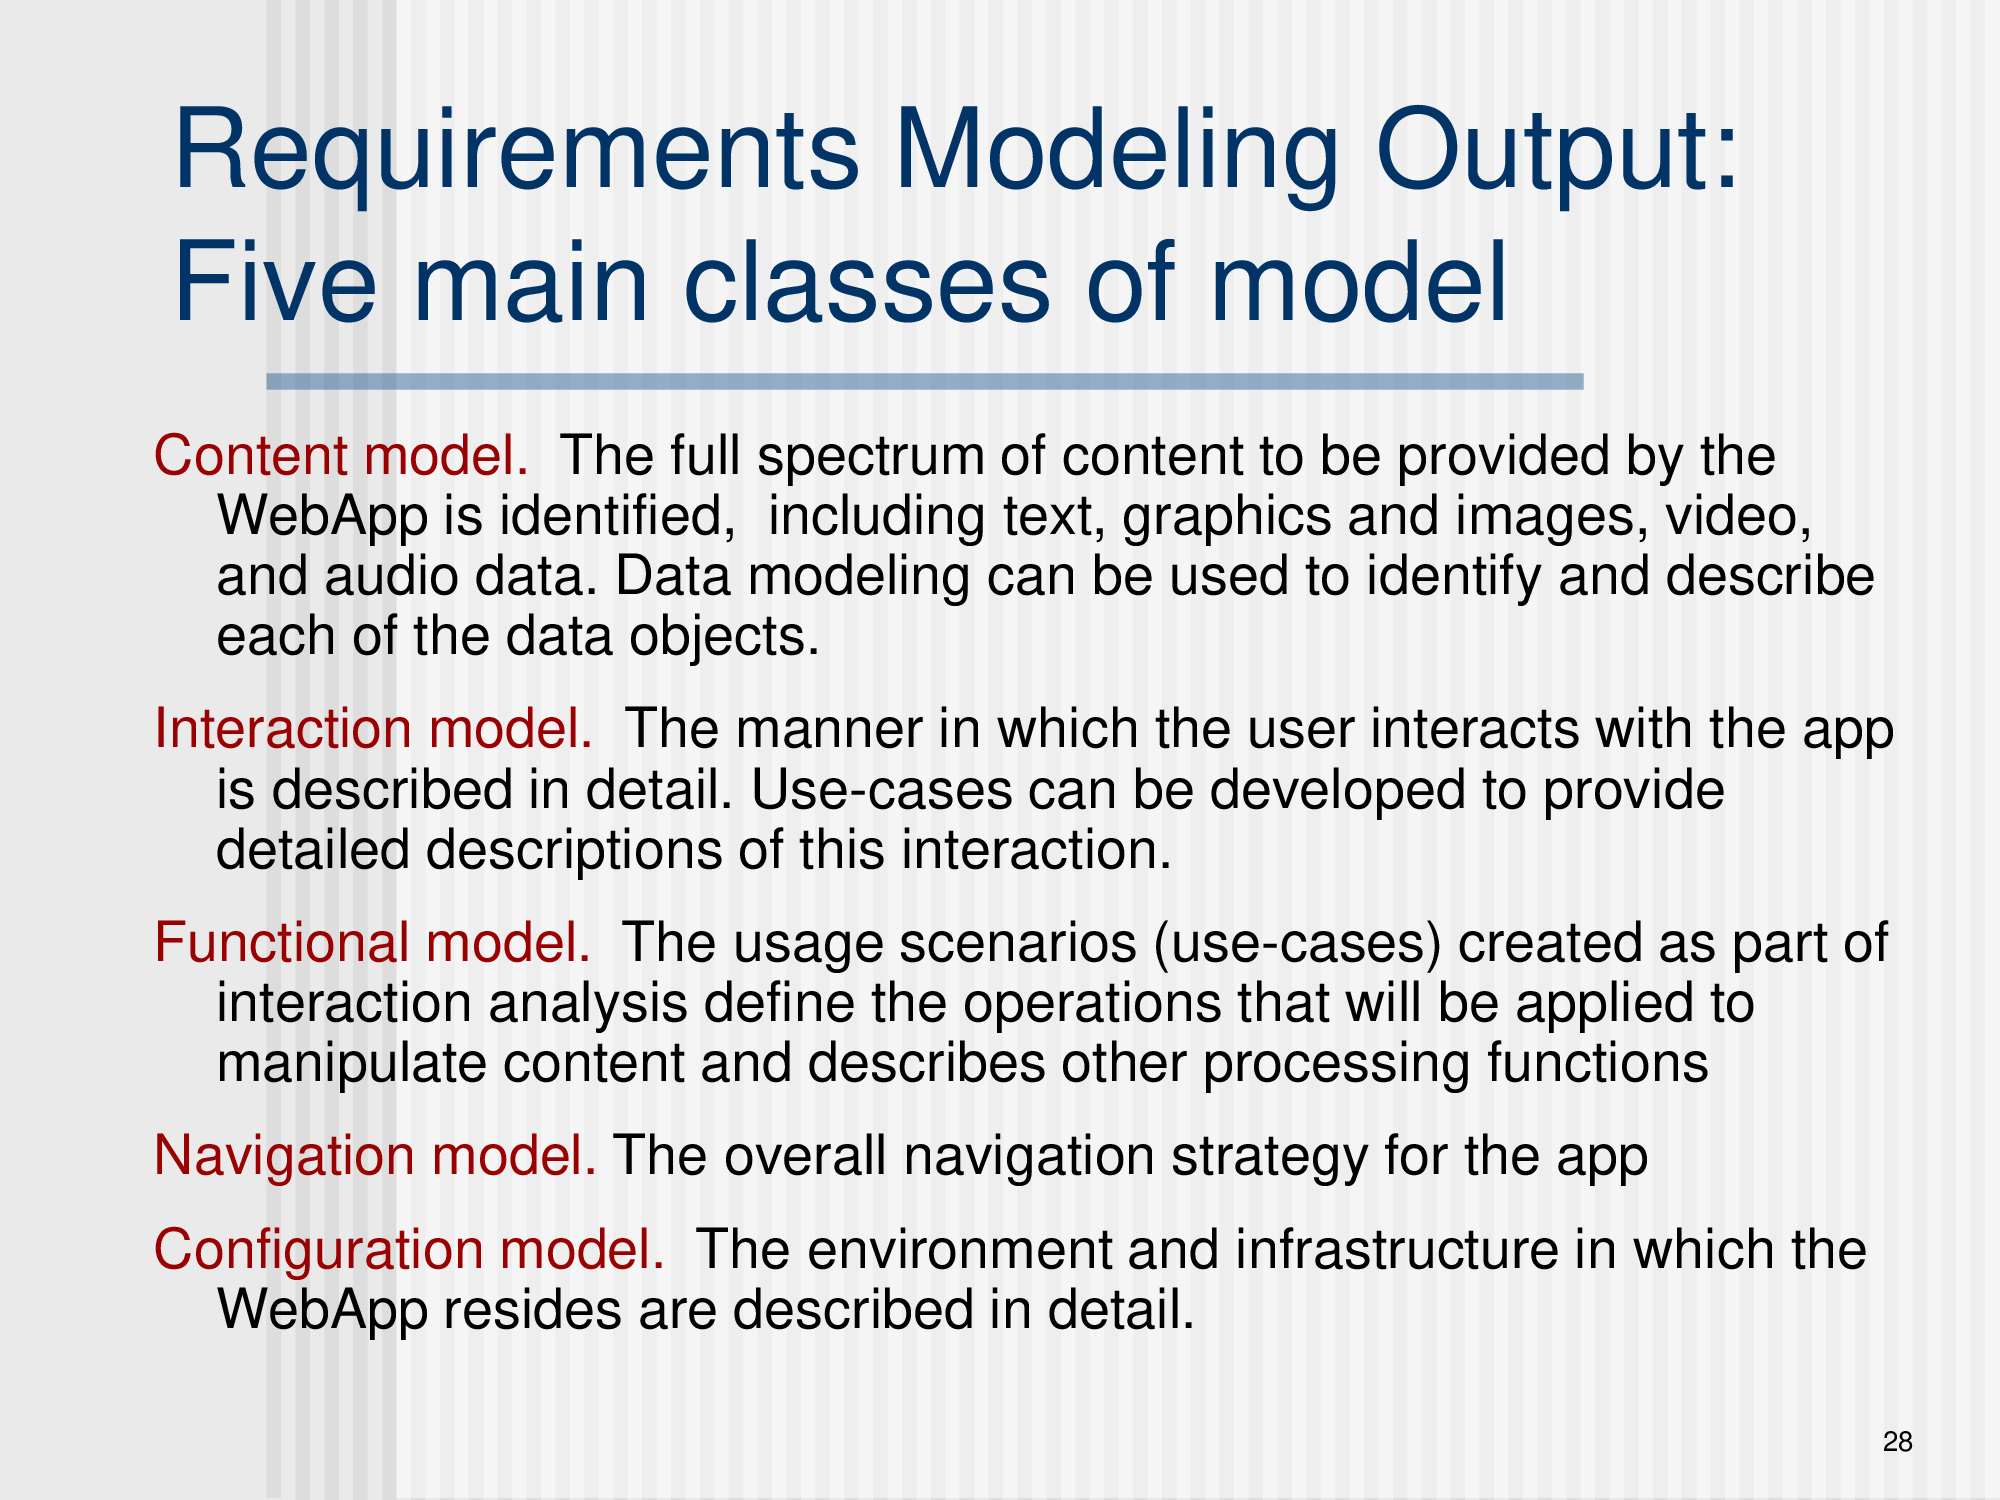 Requirements Modeling Output:
Five main classes of model
Content model.  The full spectrum of content to be provided by the
WebApp is identified,  including text, graphics and images, video,
and audio data. Data modeling can be used to identify and describe
each of the data objects.
Interaction model.  The manner in which the user interacts with the app
is described in detail. Use-cases can be developed to provide
detailed descriptions of this interaction.
Functional model.  The usage scenarios (use-cases) created as part of
interaction analysis define the operations that will be applied to
manipulate content and describes other processing functions
Navigation model. The overall navigation strategy for the app
Configuration model.  The environment and infrastructure in which the
WebApp resides are described in detail.
28